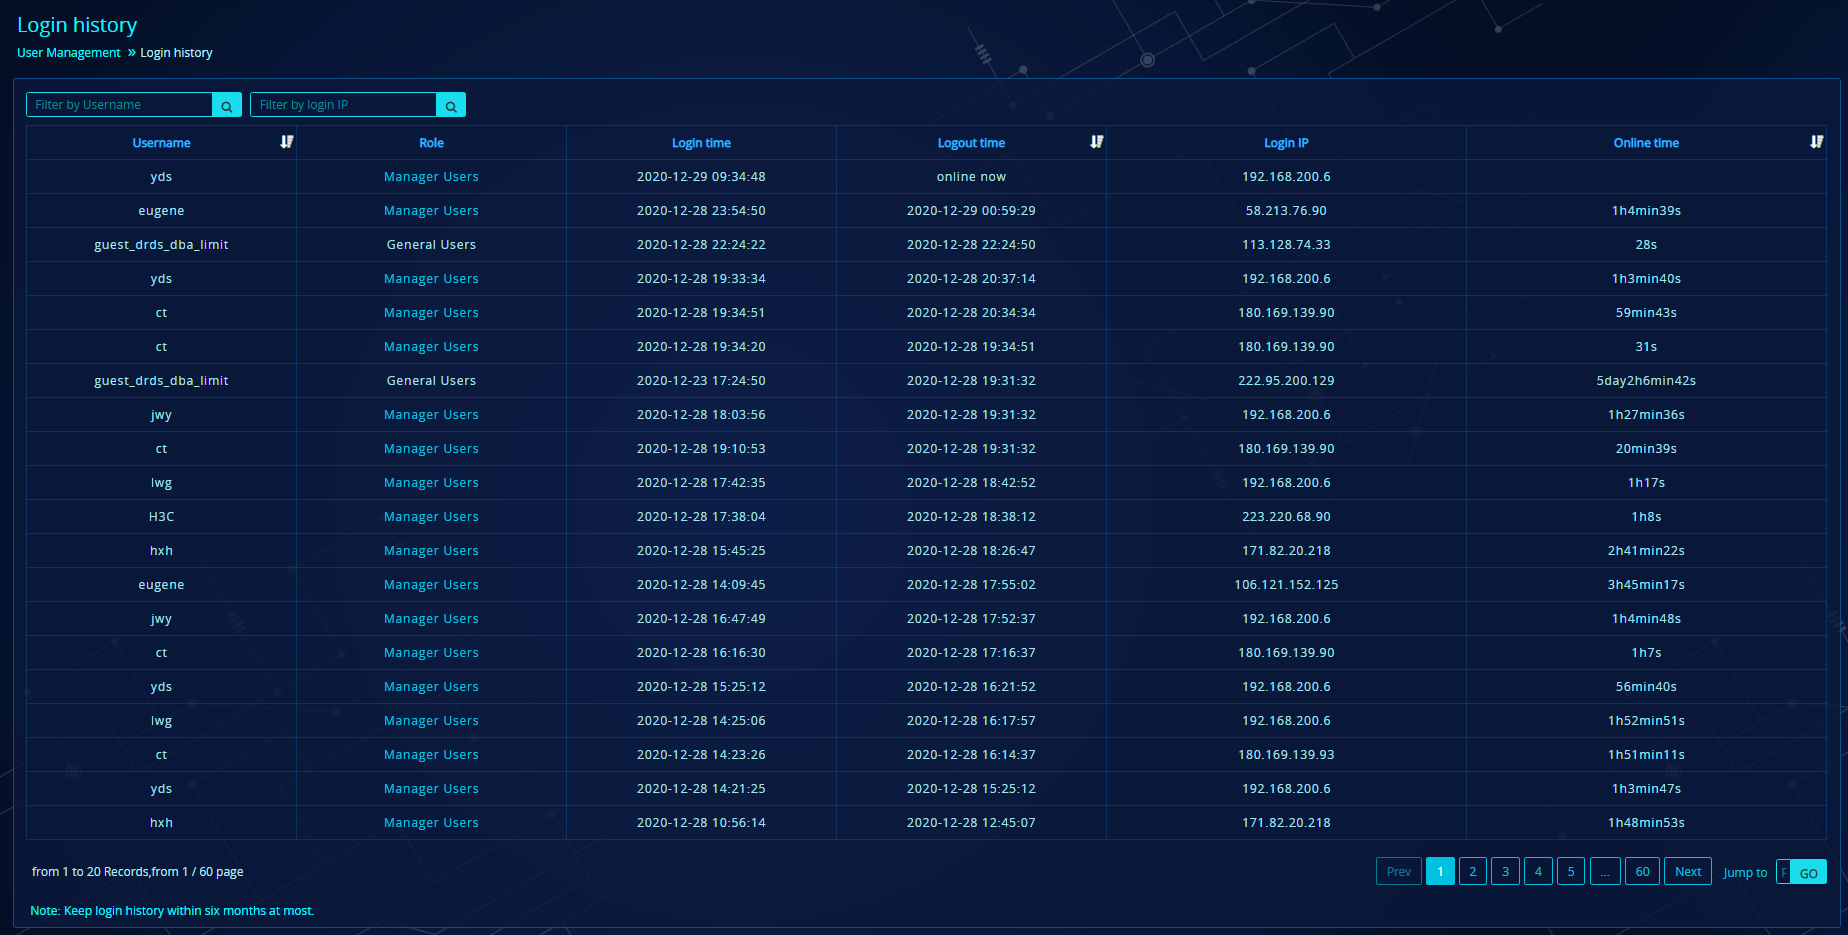 Login history
User Management » Login history
Filter by Username Filter by login IP
Username Role Login time Logout time Login IP Online time
yds Manager Users 2020-12-29 09:34:48 online now 192.168.200.6
eugene Manager Users 2020-12-28 23:54:50 2020-12-29 00:59:29 58.213.76.90 1h4min39s
guest_drds_dba_limit General Users 2020-12-28 22:24:22 2020-12-28 22:24:50 113.128.74.33 28s
yds Manager Users 2020-12-28 19:33:34 2020-12-28 20:37:14 192.168.200.6 1h3min40s
ct Manager Users 2020-12-28 19:34:51 2020-12-28 20:34:34 180.169.139.90 59min43s
ct Manager Users 2020-12-28 19:34:20 2020-12-28 19:34:51 180.169.139.90 31s
guest_drds_dba_limit General Users 2020-12-23 17:24:50 2020-12-28 19:31:32 222.95.200.129 5day2h6min42s
jwy Manager Users 2020-12-28 18:03:56 2020-12-28 19:31:32 192.168.200.6 1h27min36s
ct Manager Users 2020-12-28 19:10:53 2020-12-28 19:31:32 180.169.139.90 20min39s
lwg Manager Users 2020-12-28 17:42:35 2020-12-28 18:42:52 192.168.200.6 1h17s
H3C Manager Users 2020-12-28 17:38:04 2020-12-28 18:38:12 223.220.68.90 1h8s
hxh Manager Users 2020-12-28 15:45:25 2020-12-28 18:26:47 171.82.20.218 2h41min22s
eugene Manager Users 2020-12-28 14:09:45 2020-12-28 17:55:02 106.121.152.125 3h45min17s
jwy Manager Users 2020-12-28 16:47:49 2020-12-28 17:52:37 192.168.200.6 1h4min48s
ct Manager Users 2020-12-28 16:16:30 2020-12-28 17:16:37 180.169.139.90 1h7s
yds Manager Users 2020-12-28 15:25:12 2020-12-28 16:21:52 192.168.200.6 56min40s
lwg Manager Users 2020-12-28 14:25:06 2020-12-28 16:17:57 192.168.200.6 1h52min51s
ct Manager Users 2020-12-28 14:23:26 2020-12-28 16:14:37 180.169.139.93 1h51min11s
yds Manager Users 2020-12-28 14:21:25 2020-12-28 15:25:12 192.168.200.6 1h3min47s
hxh Manager Users 2020-12-28 10:56:14 2020-12-28 12:45:07 171.82.20.218 1h48min53s
from 1 to 20 Records,from 1 / 60 page Prev 1 2 3 4 5 ... 60 Next Jump to GO
Note: Keep login history within six months at most.